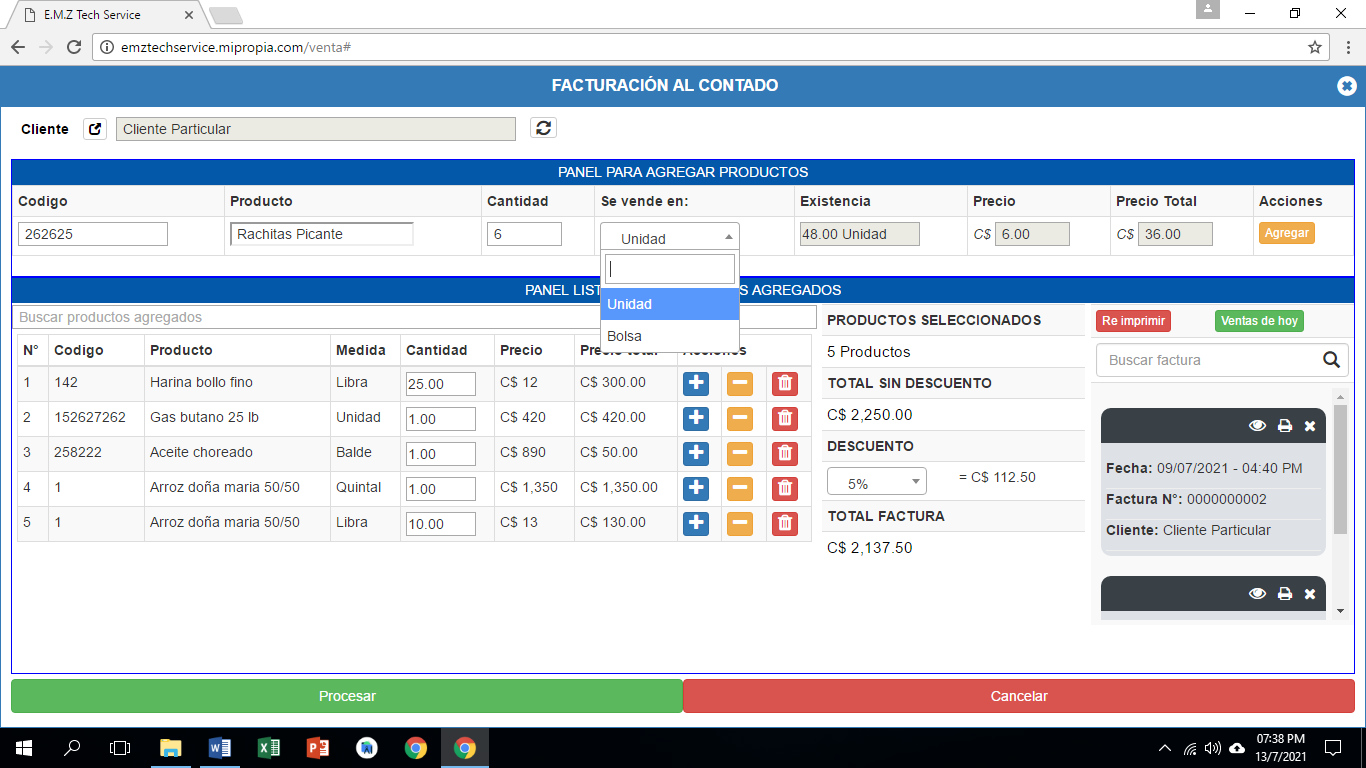 E.M.Z Tech Service
emztechservice.mipropia.com/venta#
FACTURACIÓN AL CONTADO
Cliente Cliente Particular
PANEL PARA AGREGAR PRODUCTOS
Codigo Producto Cantidad Se vende en: Existencia Precio Precio Total Acciones
262625 Rachitas Picante 6 Unidad 48.00 Unidad C$ 6.00 C$ 36.00 Agregar
Unidad
Bolsa
PANEL LIST S AGREGADOS
Buscar productos agregados
N° Codigo Producto Medida Cantidad Precio Precio total Acciones
1 142 Harina bollo fino Libra 25.00 C$ 12 C$ 300.00
2 152627262 Gas butano 25 lb Unidad 1.00 C$ 420 C$ 420.00
3 258222 Aceite choreado Balde 1.00 C$ 890 C$ 50.00
4 1 Arroz doña maria 50/50 Quintal 1.00 C$ 1,350 C$ 1,350.00
5 1 Arroz doña maria 50/50 Libra 10.00 C$ 13 C$ 130.00
PRODUCTOS SELECCIONADOS
5 Productos
TOTAL SIN DESCUENTO
C$ 2,250.00
DESCUENTO
5% = C$ 112.50
TOTAL FACTURA
C$ 2,137.50
Re imprimir Ventas de hoy
Buscar factura
Fecha: 09/07/2021 - 04:40 PM
Factura N°: 0000000002
Cliente: Cliente Particular
Procesar Cancelar
07:38 PM
13/7/2021